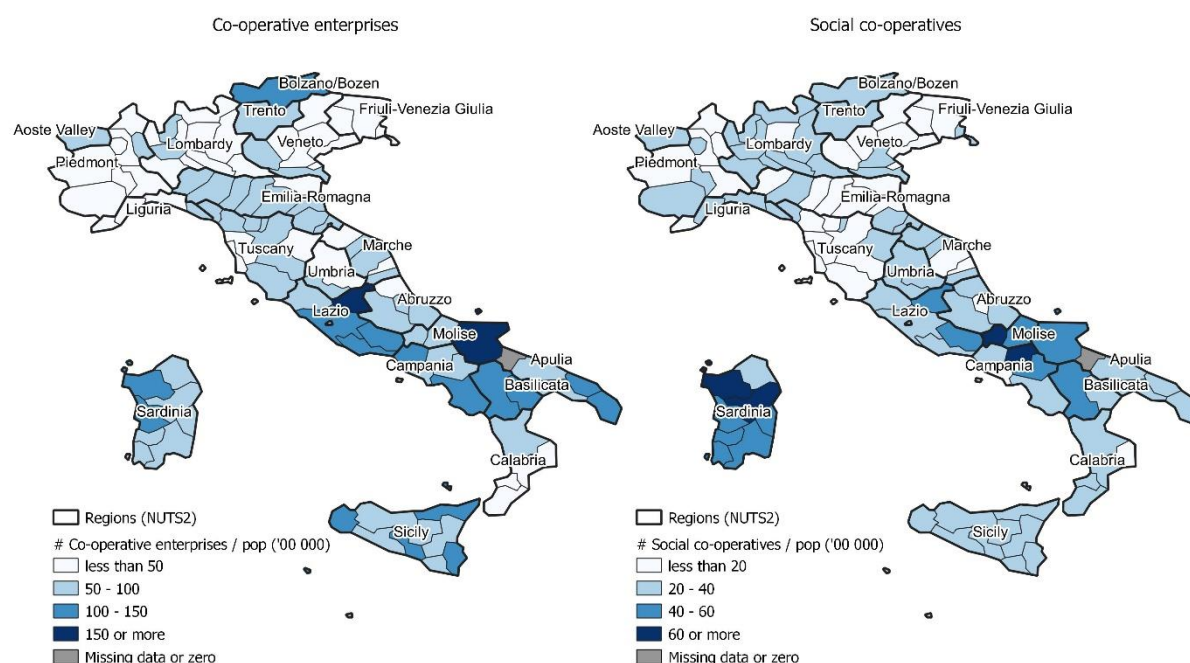 Co-operative enterprises
Bolzano/Bozen
Trento
Friuli-Venezia Giulia
Aoste Valley
Lombardy
Veneto
Piedmont
Emilia-Romagna
Liguria
Marche
Tuscany
Umbria
Abruzzo
Lazio
Molise
Apulia
Campania
Basilicata
Sardinia
Calabria
Sicily
Regions (NUTS2)
# Co-operative enterprises / pop ('00 000)
less than 50
50 - 100
100 - 150
150 or more
Missing data or zero
Social co-operatives
Bolzano/Bozen
Trento
Friuli-Venezia Giulia
Aoste Valley
Lombardy
Veneto
Piedmont
Emilia-Romagna
Liguria
Marche
Tuscany
Umbria
Abruzzo
Lazio
Molise
Apulia
Campania
Basilicata
Sardinia
Calabria
Sicily
Regions (NUTS2)
# Social co-operatives / pop ('00 000)
less than 20
20 - 40
40 - 60
60 or more
Missing data or zero